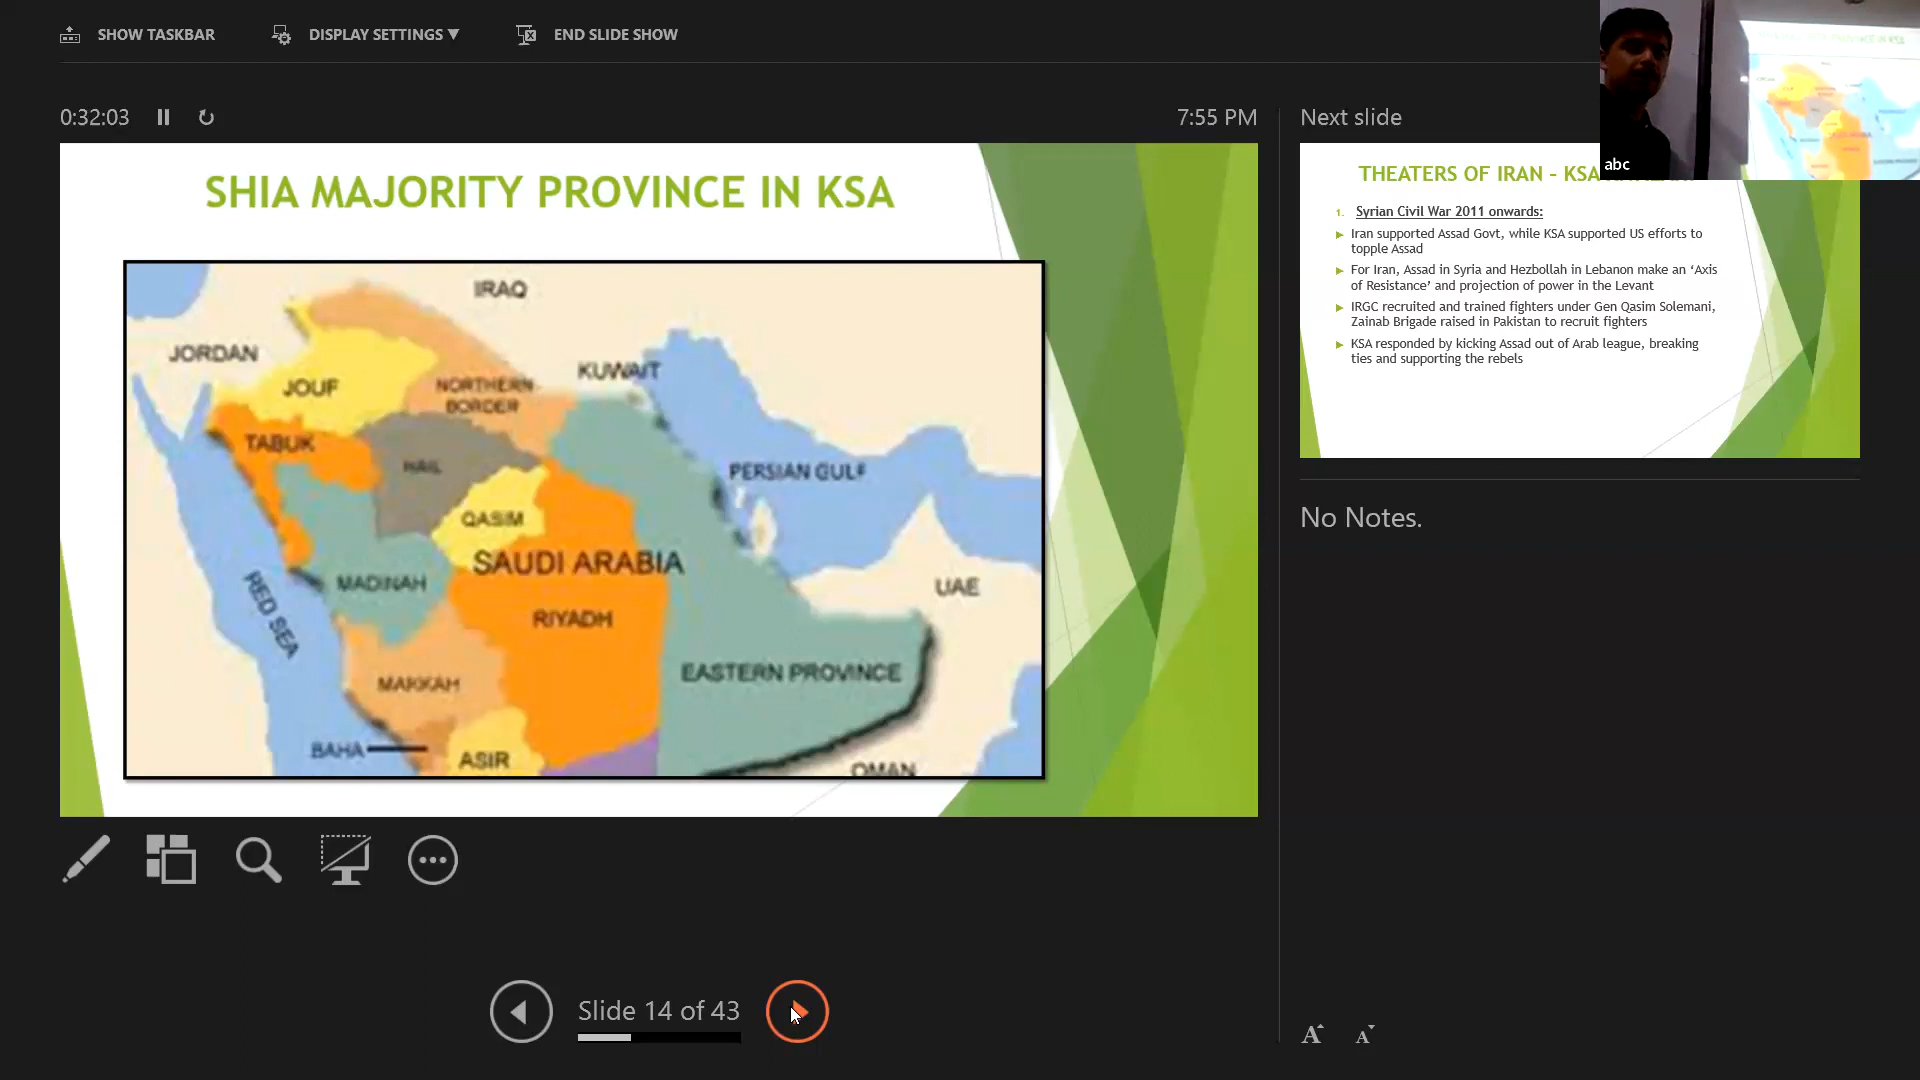 SHOW TASKBAR
DISPLAY SETTINGS ▼
END SLIDE SHOW
0:32:03
7:55 PM
Next slide
abc
SHIA MAJORITY PROVINCE IN KSA
IRAQ
JORDAN
KUWAIT
JOUF
NORTHERN
BORDER
TABUK
HAIL
PERSIAN GULF
QASIM
SAUDI ARABIA
MADINAH
UAE
RED SEA
RIYADH
EASTERN PROVINCE
MAKKAH
BAHA
ASIR
OMAN
THEATERS OF IRAN - KSA
1. Syrian Civil War 2011 onwards:
Iran supported Assad Govt, while KSA supported US efforts to
topple Assad
For Iran, Assad in Syria and Hezbollah in Lebanon make an ‘Axis
of Resistance’ and projection of power in the Levant
IRGC recruited and trained fighters under Gen Qasim Solemani,
Zainab Brigade raised in Pakistan to recruit fighters
KSA responded by kicking Assad out of Arab league, breaking
ties and supporting the rebels
No Notes.
Slide 14 of 43
A A